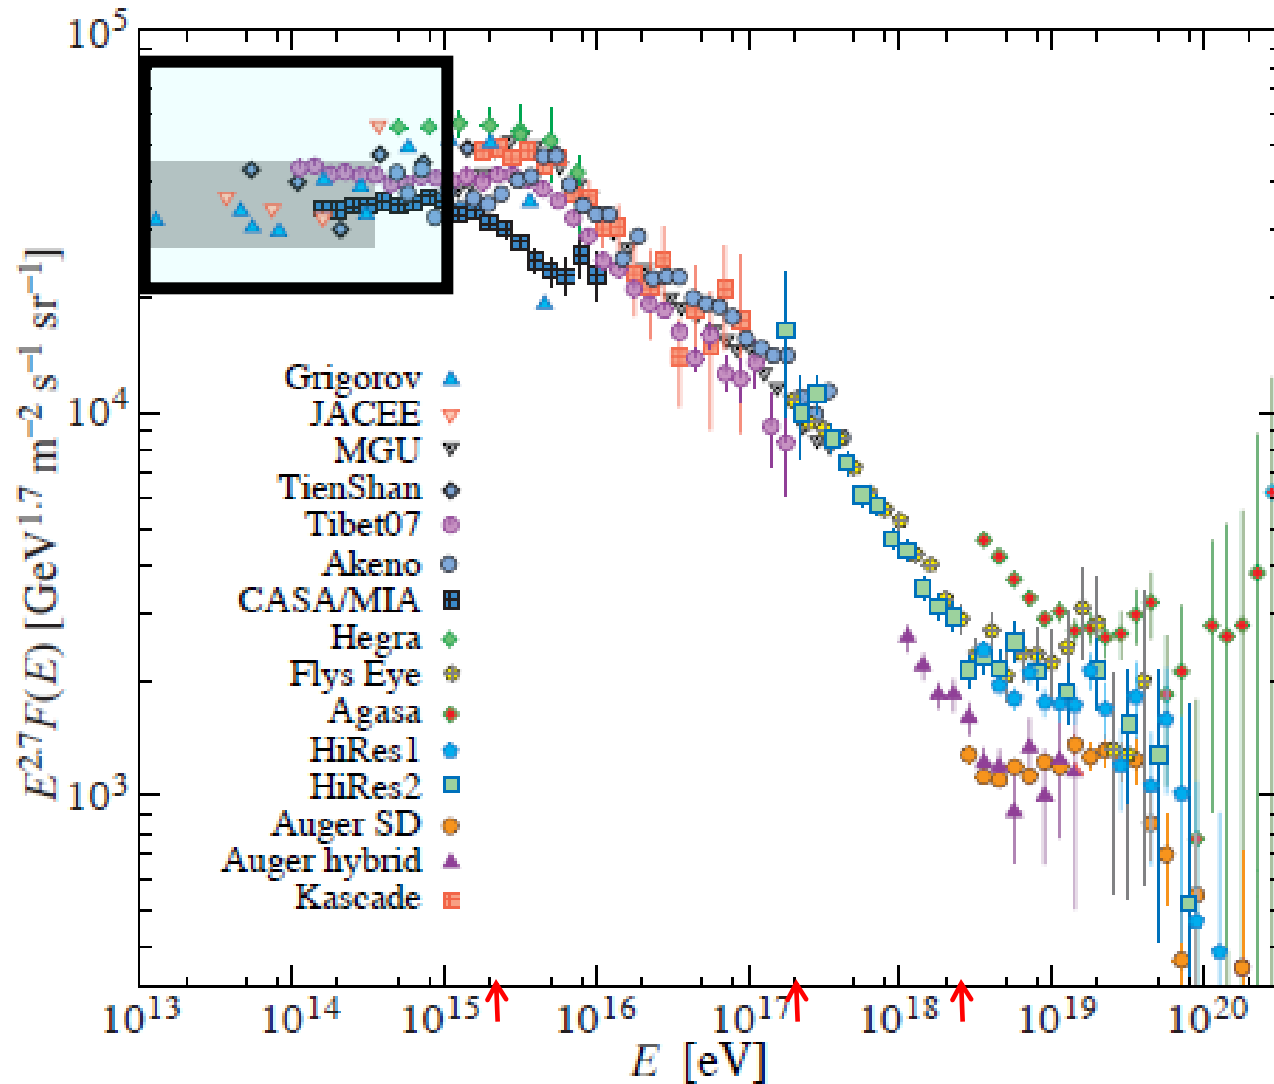 10^5
10^4
10^3
E^2.7F(E) [GeV^1.7 m^−2 s^−1 sr^−1]
Grigorov
JACEE
MGU
TienShan
Tibet07
Akeno
CASA/MIA
Hegra
Flys Eye
Agasa
HiRes1
HiRes2
Auger SD
Auger hybrid
Kascade
10^13 10^14 10^15 10^16 10^17 10^18 10^19 10^20
E [eV]